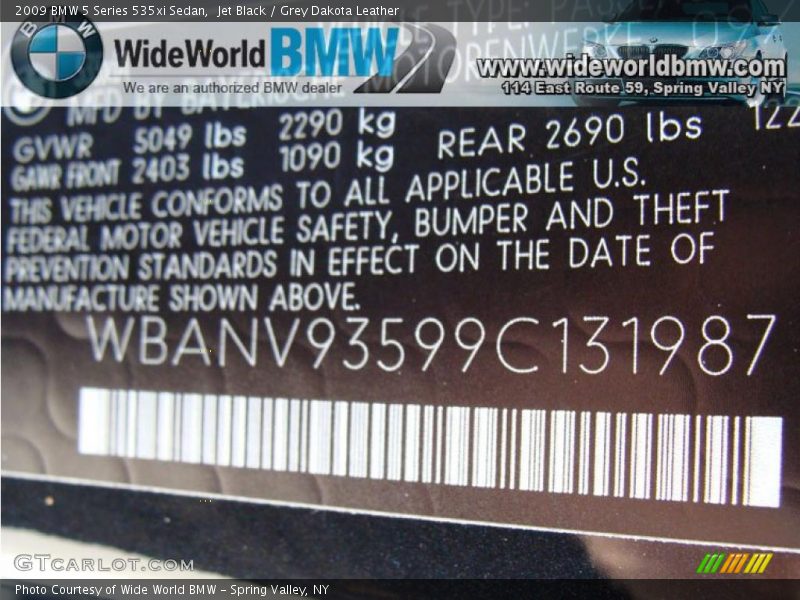 2009 BMW 5 Series 535xi Sedan, Jet Black / Grey Dakota Leather
BMW
WideWorld BMW
We are an authorized BMW dealer
www.wideworldbmw.com
114 East Route 59, Spring Valley NY
MFD BY
GVWR 5049 lbs 2290 kg
GAWR FRONT 2403 lbs 1090 kg REAR 2690 lbs 122
THIS VEHICLE CONFORMS TO ALL APPLICABLE U.S.
FEDERAL MOTOR VEHICLE SAFETY, BUMPER AND THEFT
PREVENTION STANDARDS IN EFFECT ON THE DATE OF
MANUFACTURE SHOWN ABOVE.
WBANV93599C131987
GTcarlot.com
Photo Courtesy of Wide World BMW - Spring Valley, NY